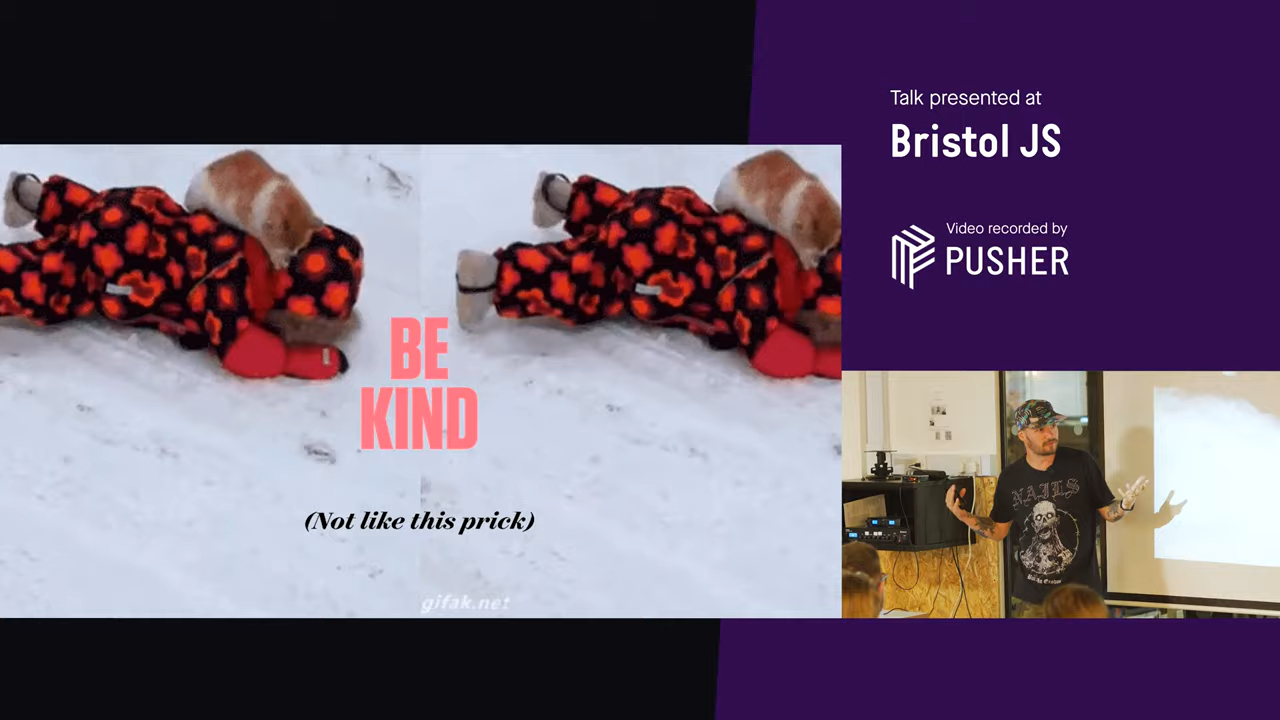 Talk presented at
Bristol JS
Video recorded by
PUSHER
BE
KIND
(Not like this prick)
gifak.net
NAILS